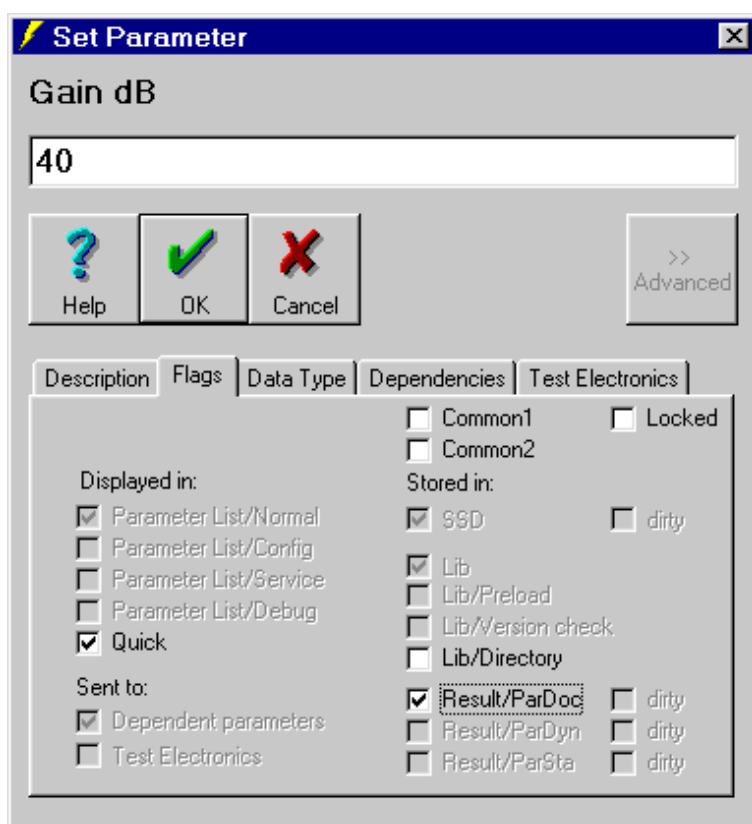 Set Parameter
Gain dB
40
Help OK Cancel >> Advanced
Description Flags Data Type Dependencies Test Electronics
Common1 Locked
Common2
Displayed in: Stored in:
Parameter List/Normal SSD dirty
Parameter List/Config
Parameter List/Service Lib
Parameter List/Debug Lib/Preload
Quick Lib/Version check
Lib/Directory
Sent to: Result/ParDoc dirty
Dependent parameters Result/ParDyn dirty
Test Electronics Result/ParSta dirty